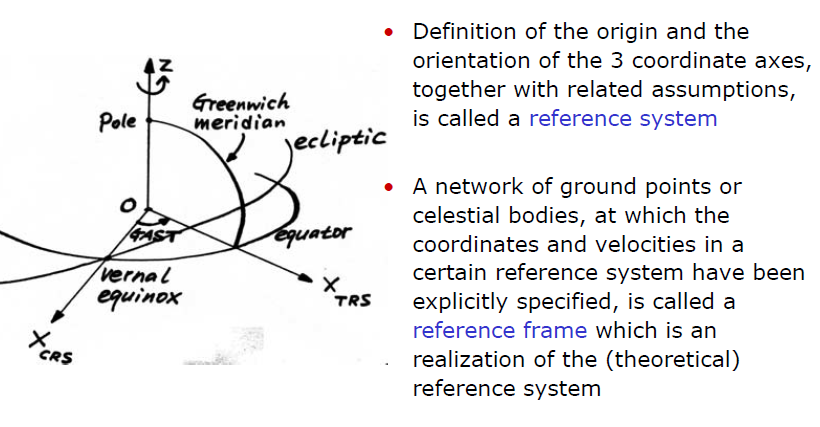 Z
Greenwich
meridian
Pole
ecliptic
O
GAST
equator
vernal
equinox
X
TRS
X
CRS
• Definition of the origin and the
orientation of the 3 coordinate axes,
together with related assumptions,
is called a reference system
• A network of ground points or
celestial bodies, at which the
coordinates and velocities in a
certain reference system have been
explicitly specified, is called a
reference frame which is an
realization of the (theoretical)
reference system